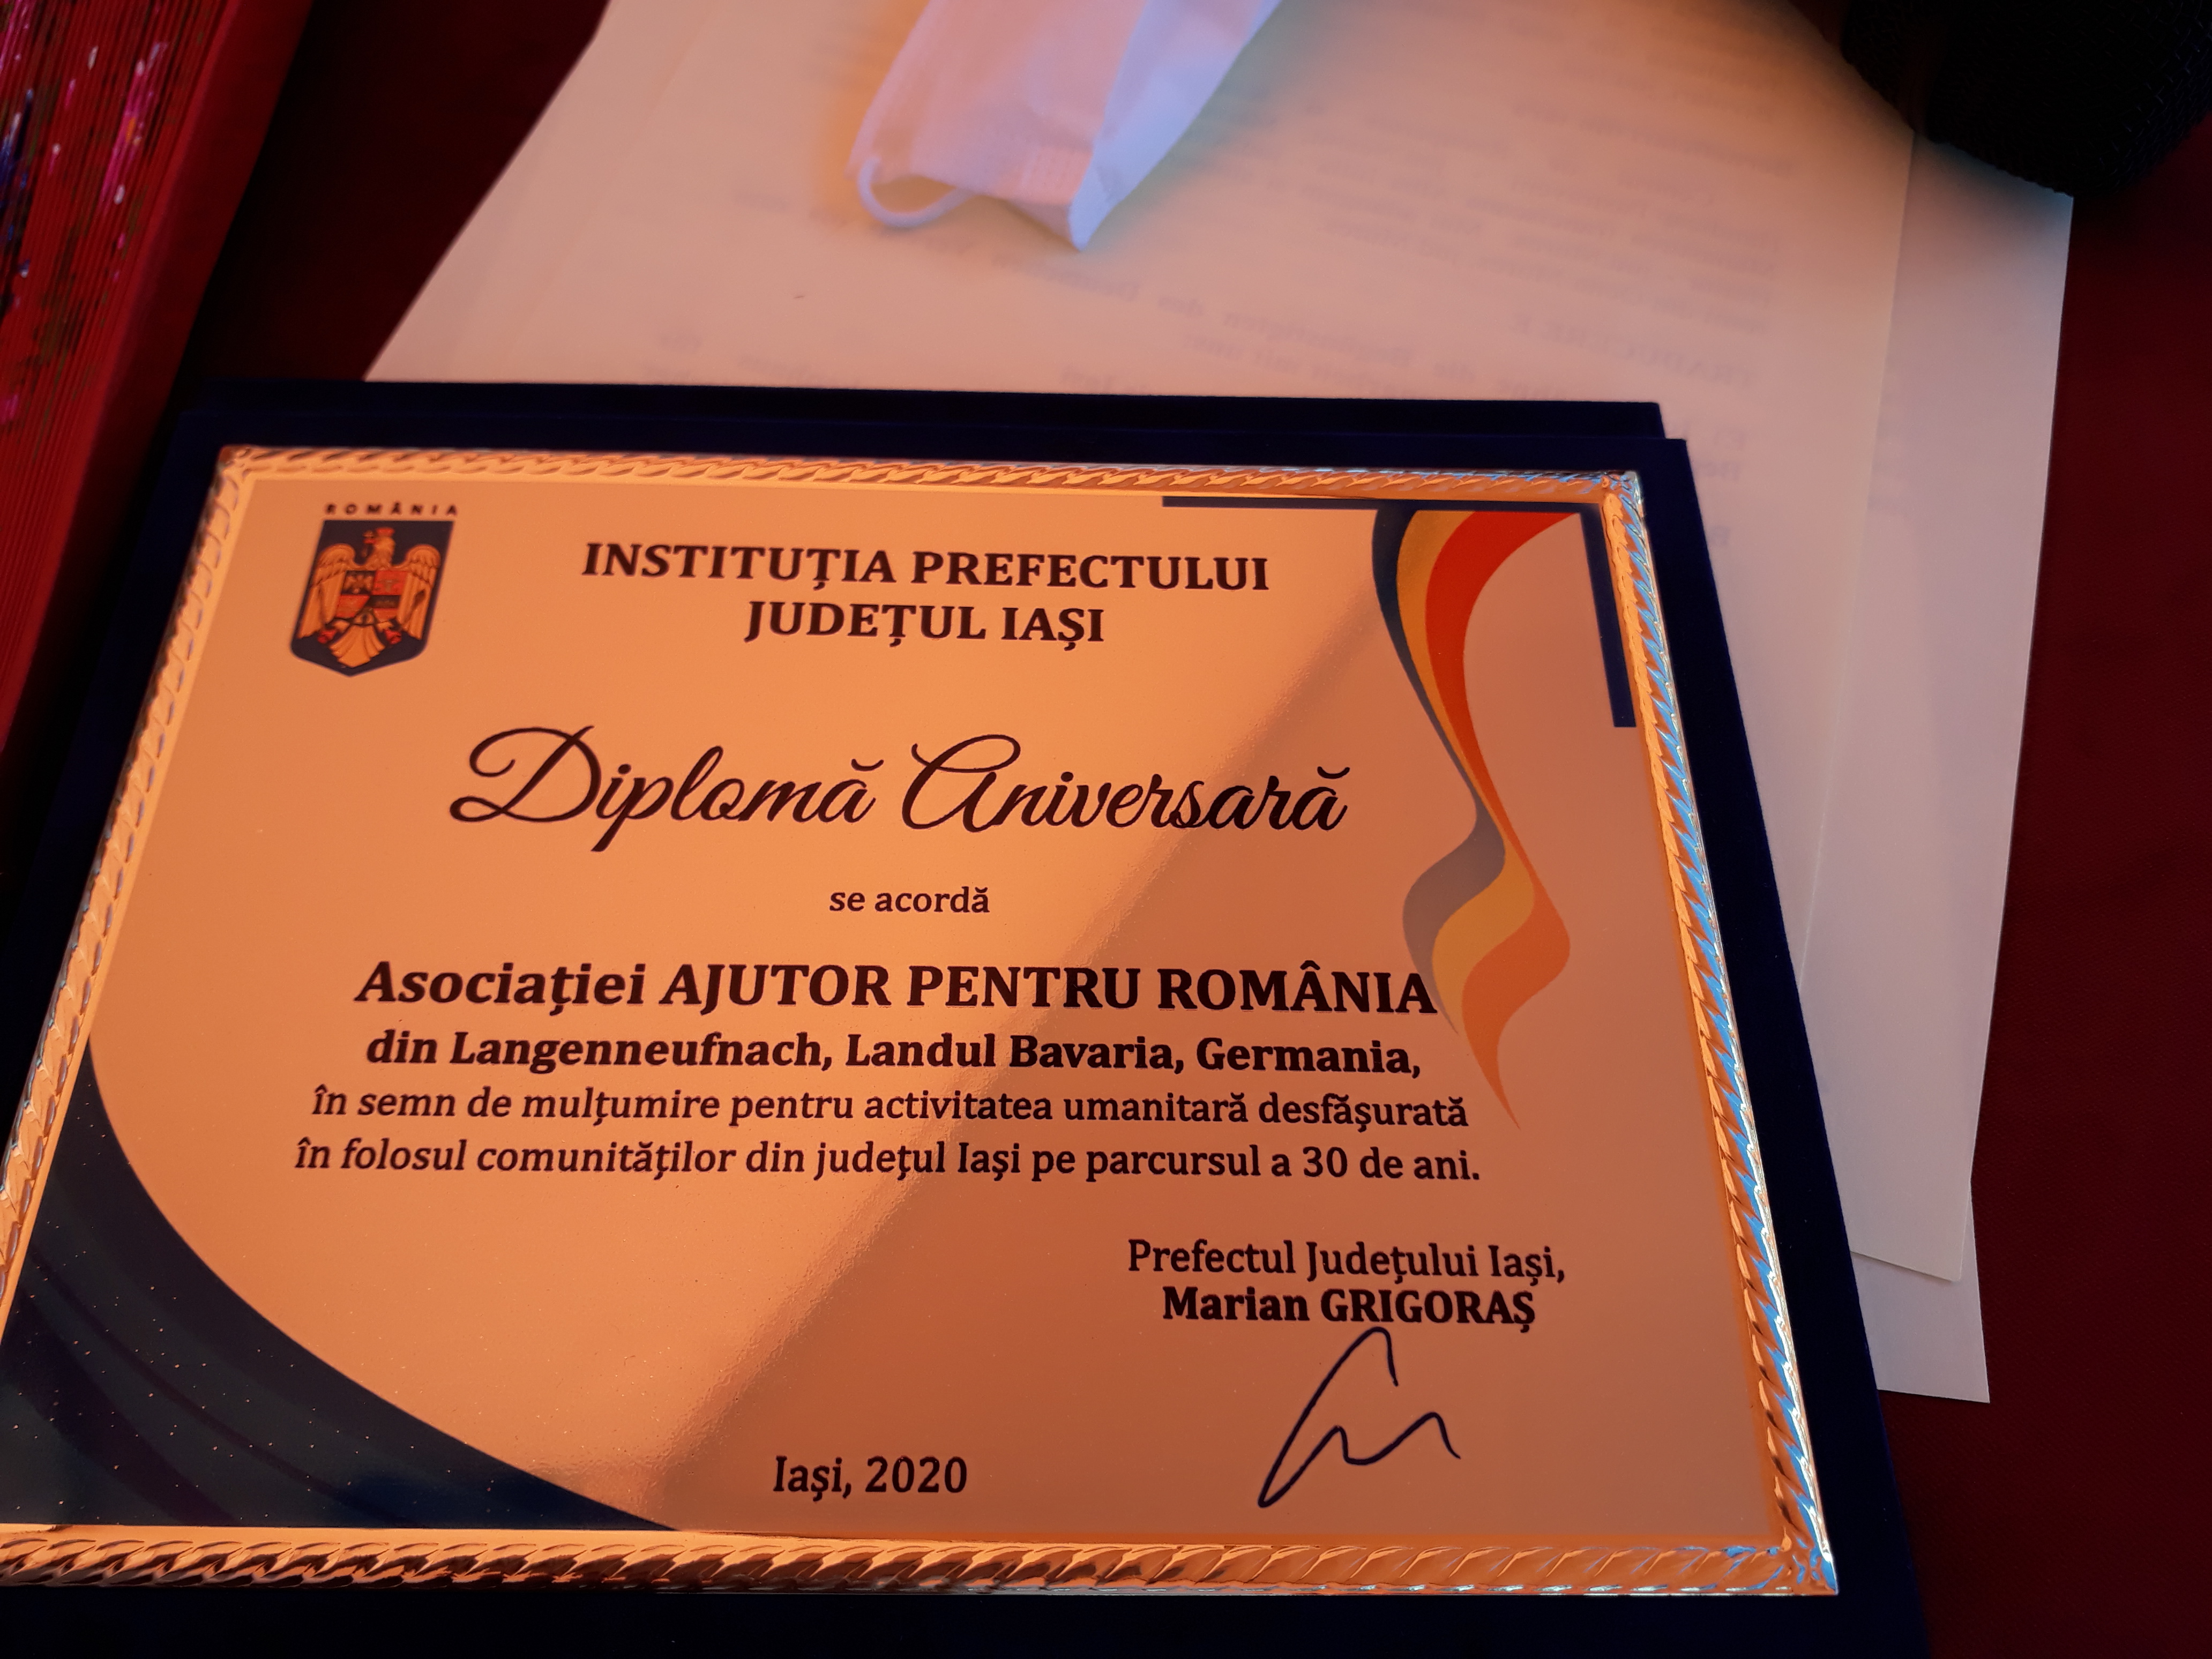 ROMÂNIA
INSTITUȚIA PREFECTULUI
JUDEȚUL IAȘI
Diplomă Aniversară
se acordă
Asociației AJUTOR PENTRU ROMÂNIA
din Langenneufnach, Landul Bavaria, Germania,
în semn de mulțumire pentru activitatea umanitară desfășurată
în folosul comunităților din județul Iași pe parcursul a 30 de ani.
Prefectul Județului Iași,
Marian GRIGORAȘ
Iași, 2020